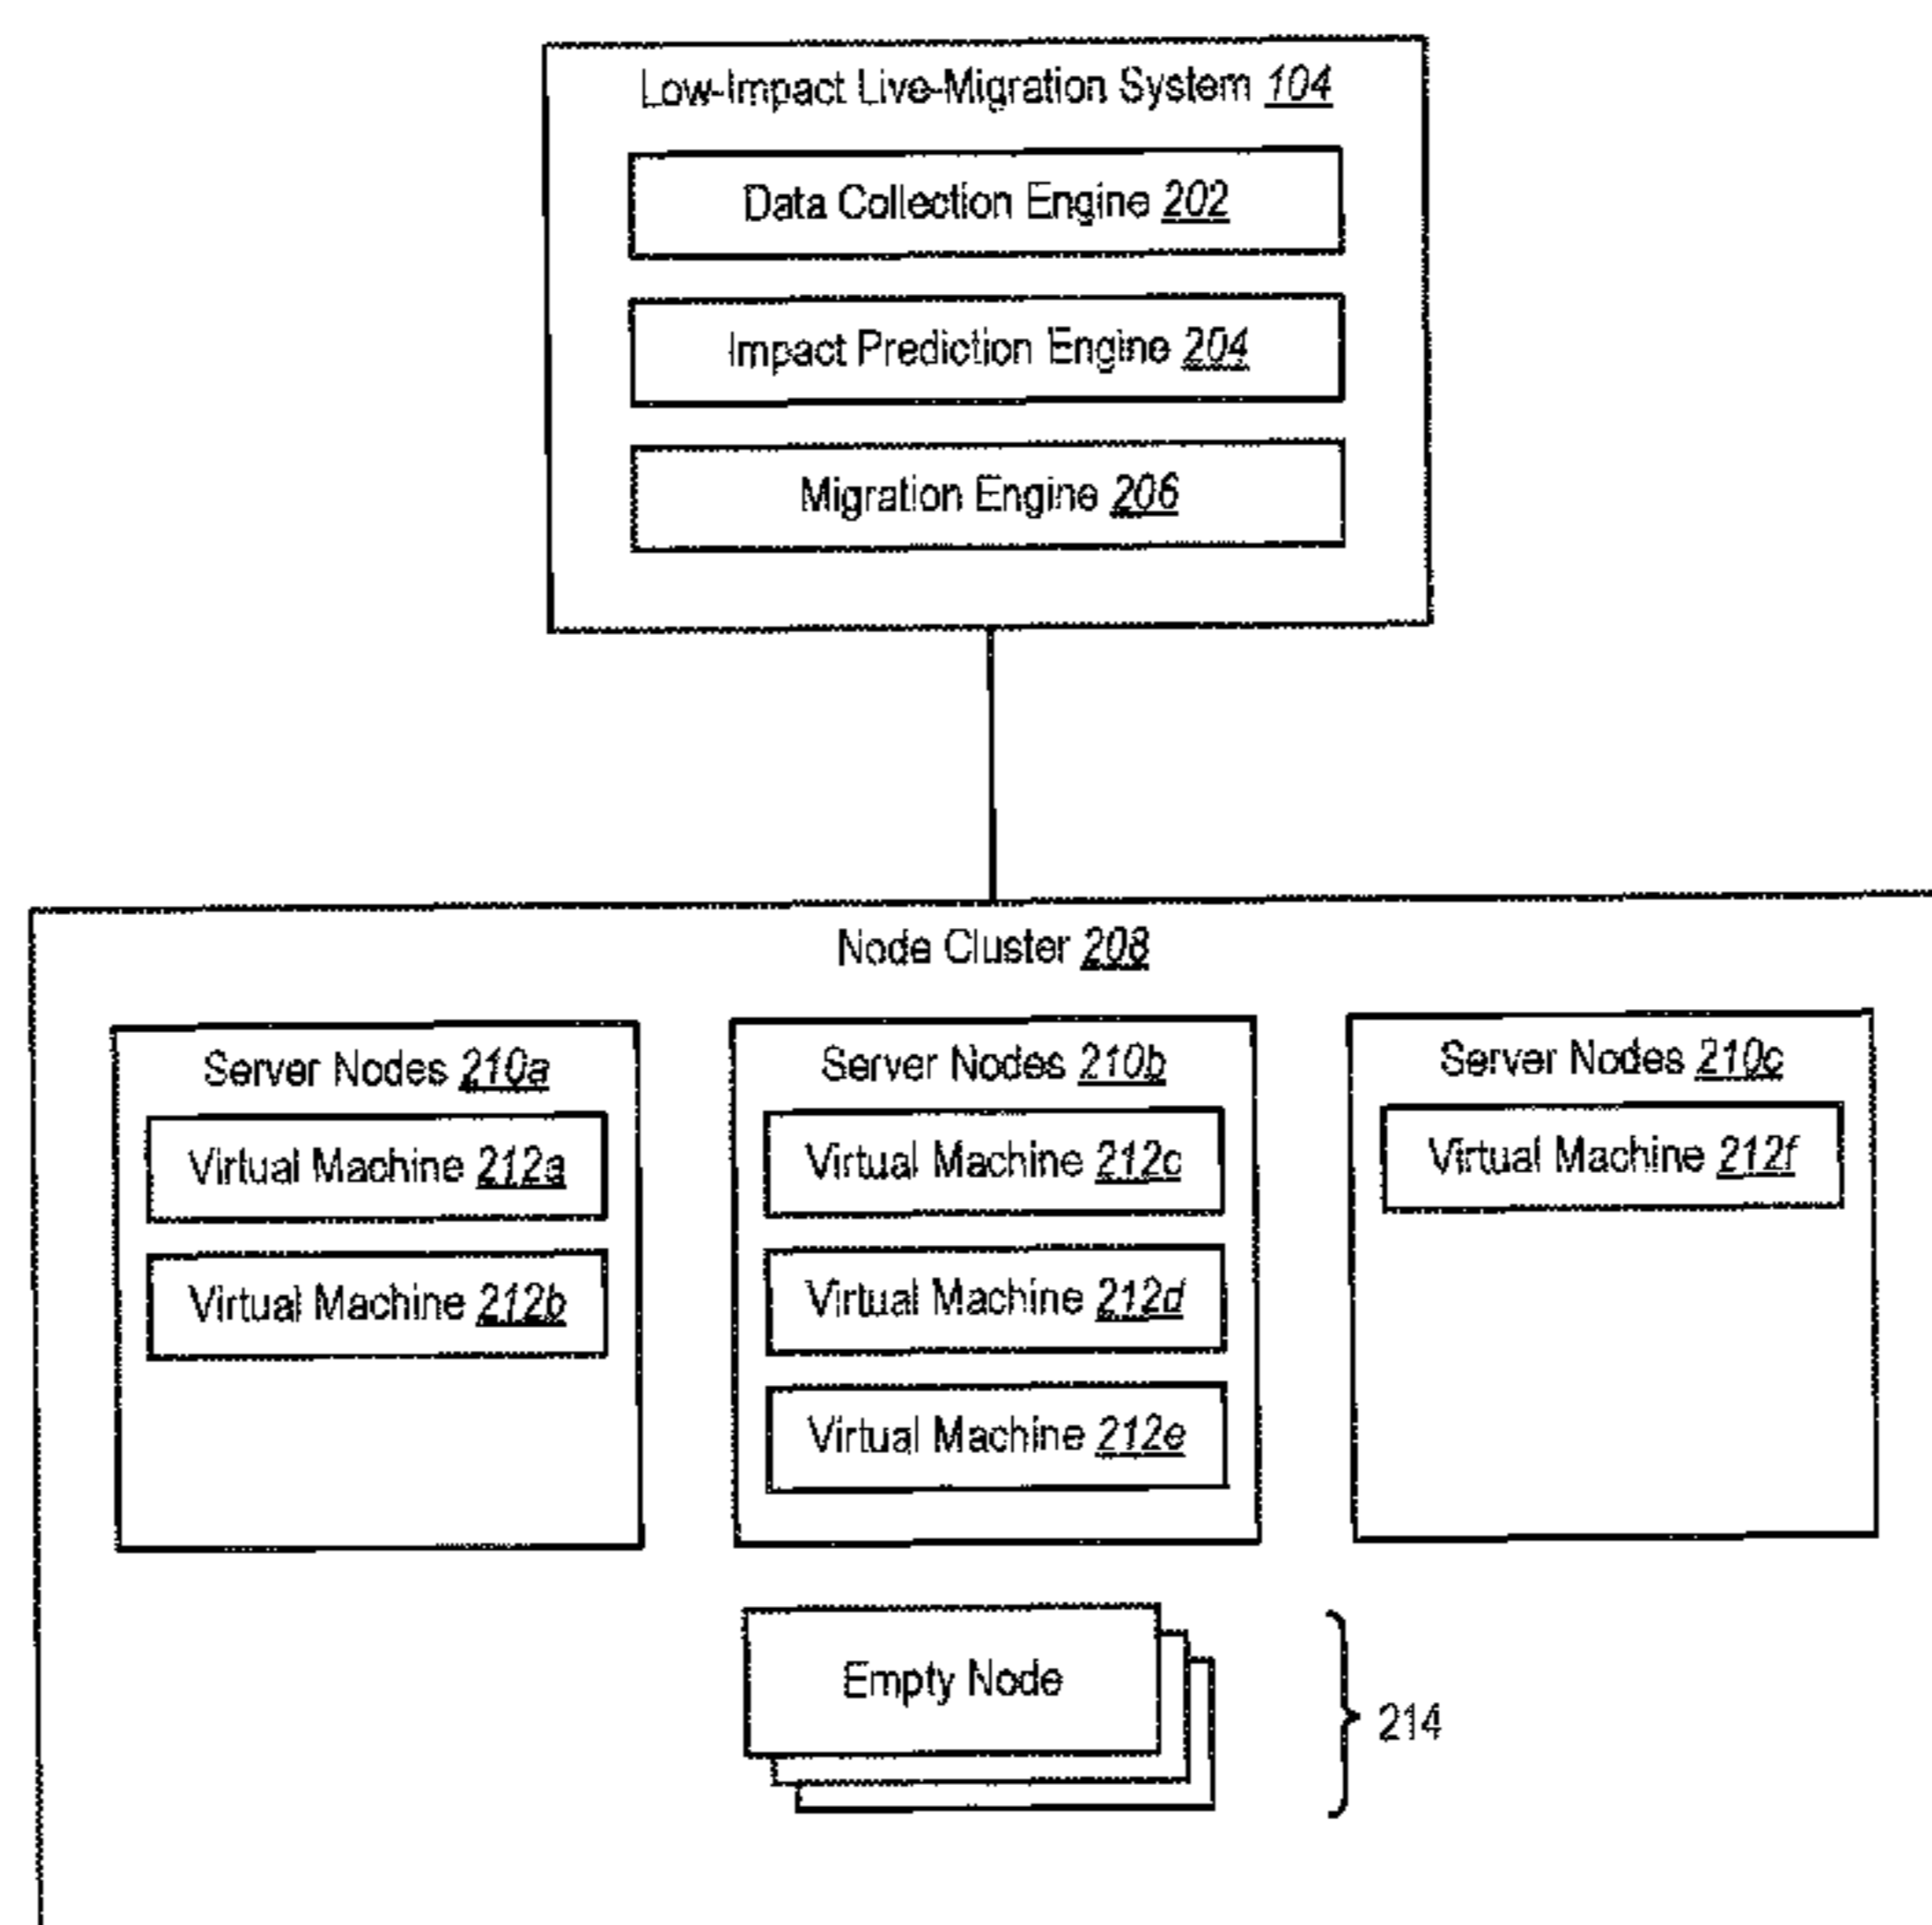 Low-Impact Live-Migration System 104
Data Collection Engine 202
Impact Prediction Engine 204
Migration Engine 206
Node Cluster 208
Server Nodes 210a
Virtual Machine 212a
Virtual Machine 212b
Server Nodes 210b
Virtual Machine 212c
Virtual Machine 212d
Virtual Machine 212e
Server Nodes 210c
Virtual Machine 212f
Empty Node
214